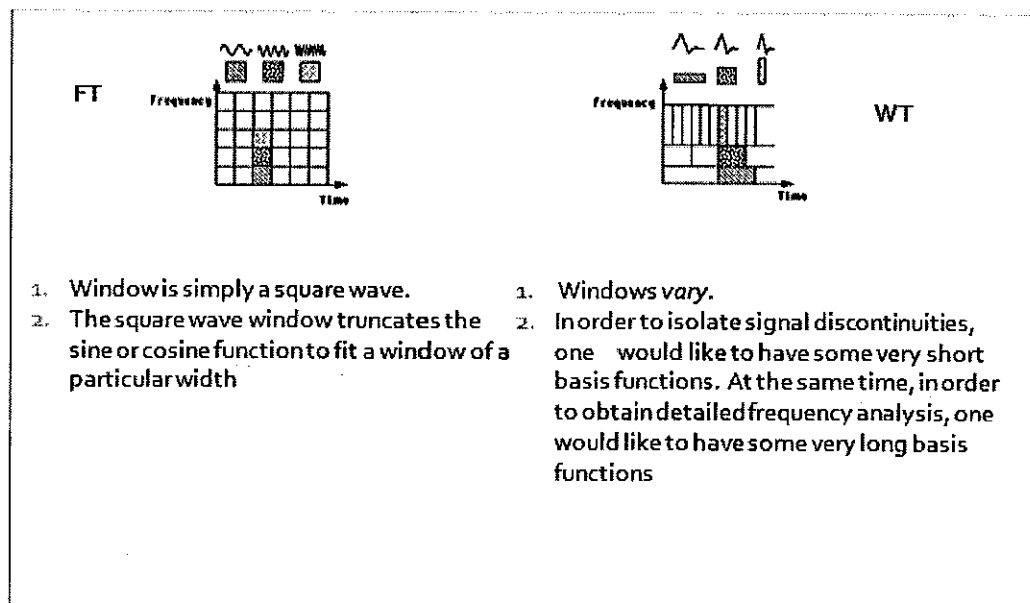 FT
Frequency
Time
Frequency
WT
Time
1. Window is simply a square wave.
2. The square wave window truncates the
sine or cosine function to fit a window of a
particular width
1. Windows vary.
2. In order to isolate signal discontinuities,
one would like to have some very short
basis functions. At the same time, in order
to obtain detailed frequency analysis, one
would like to have some very long basis
functions